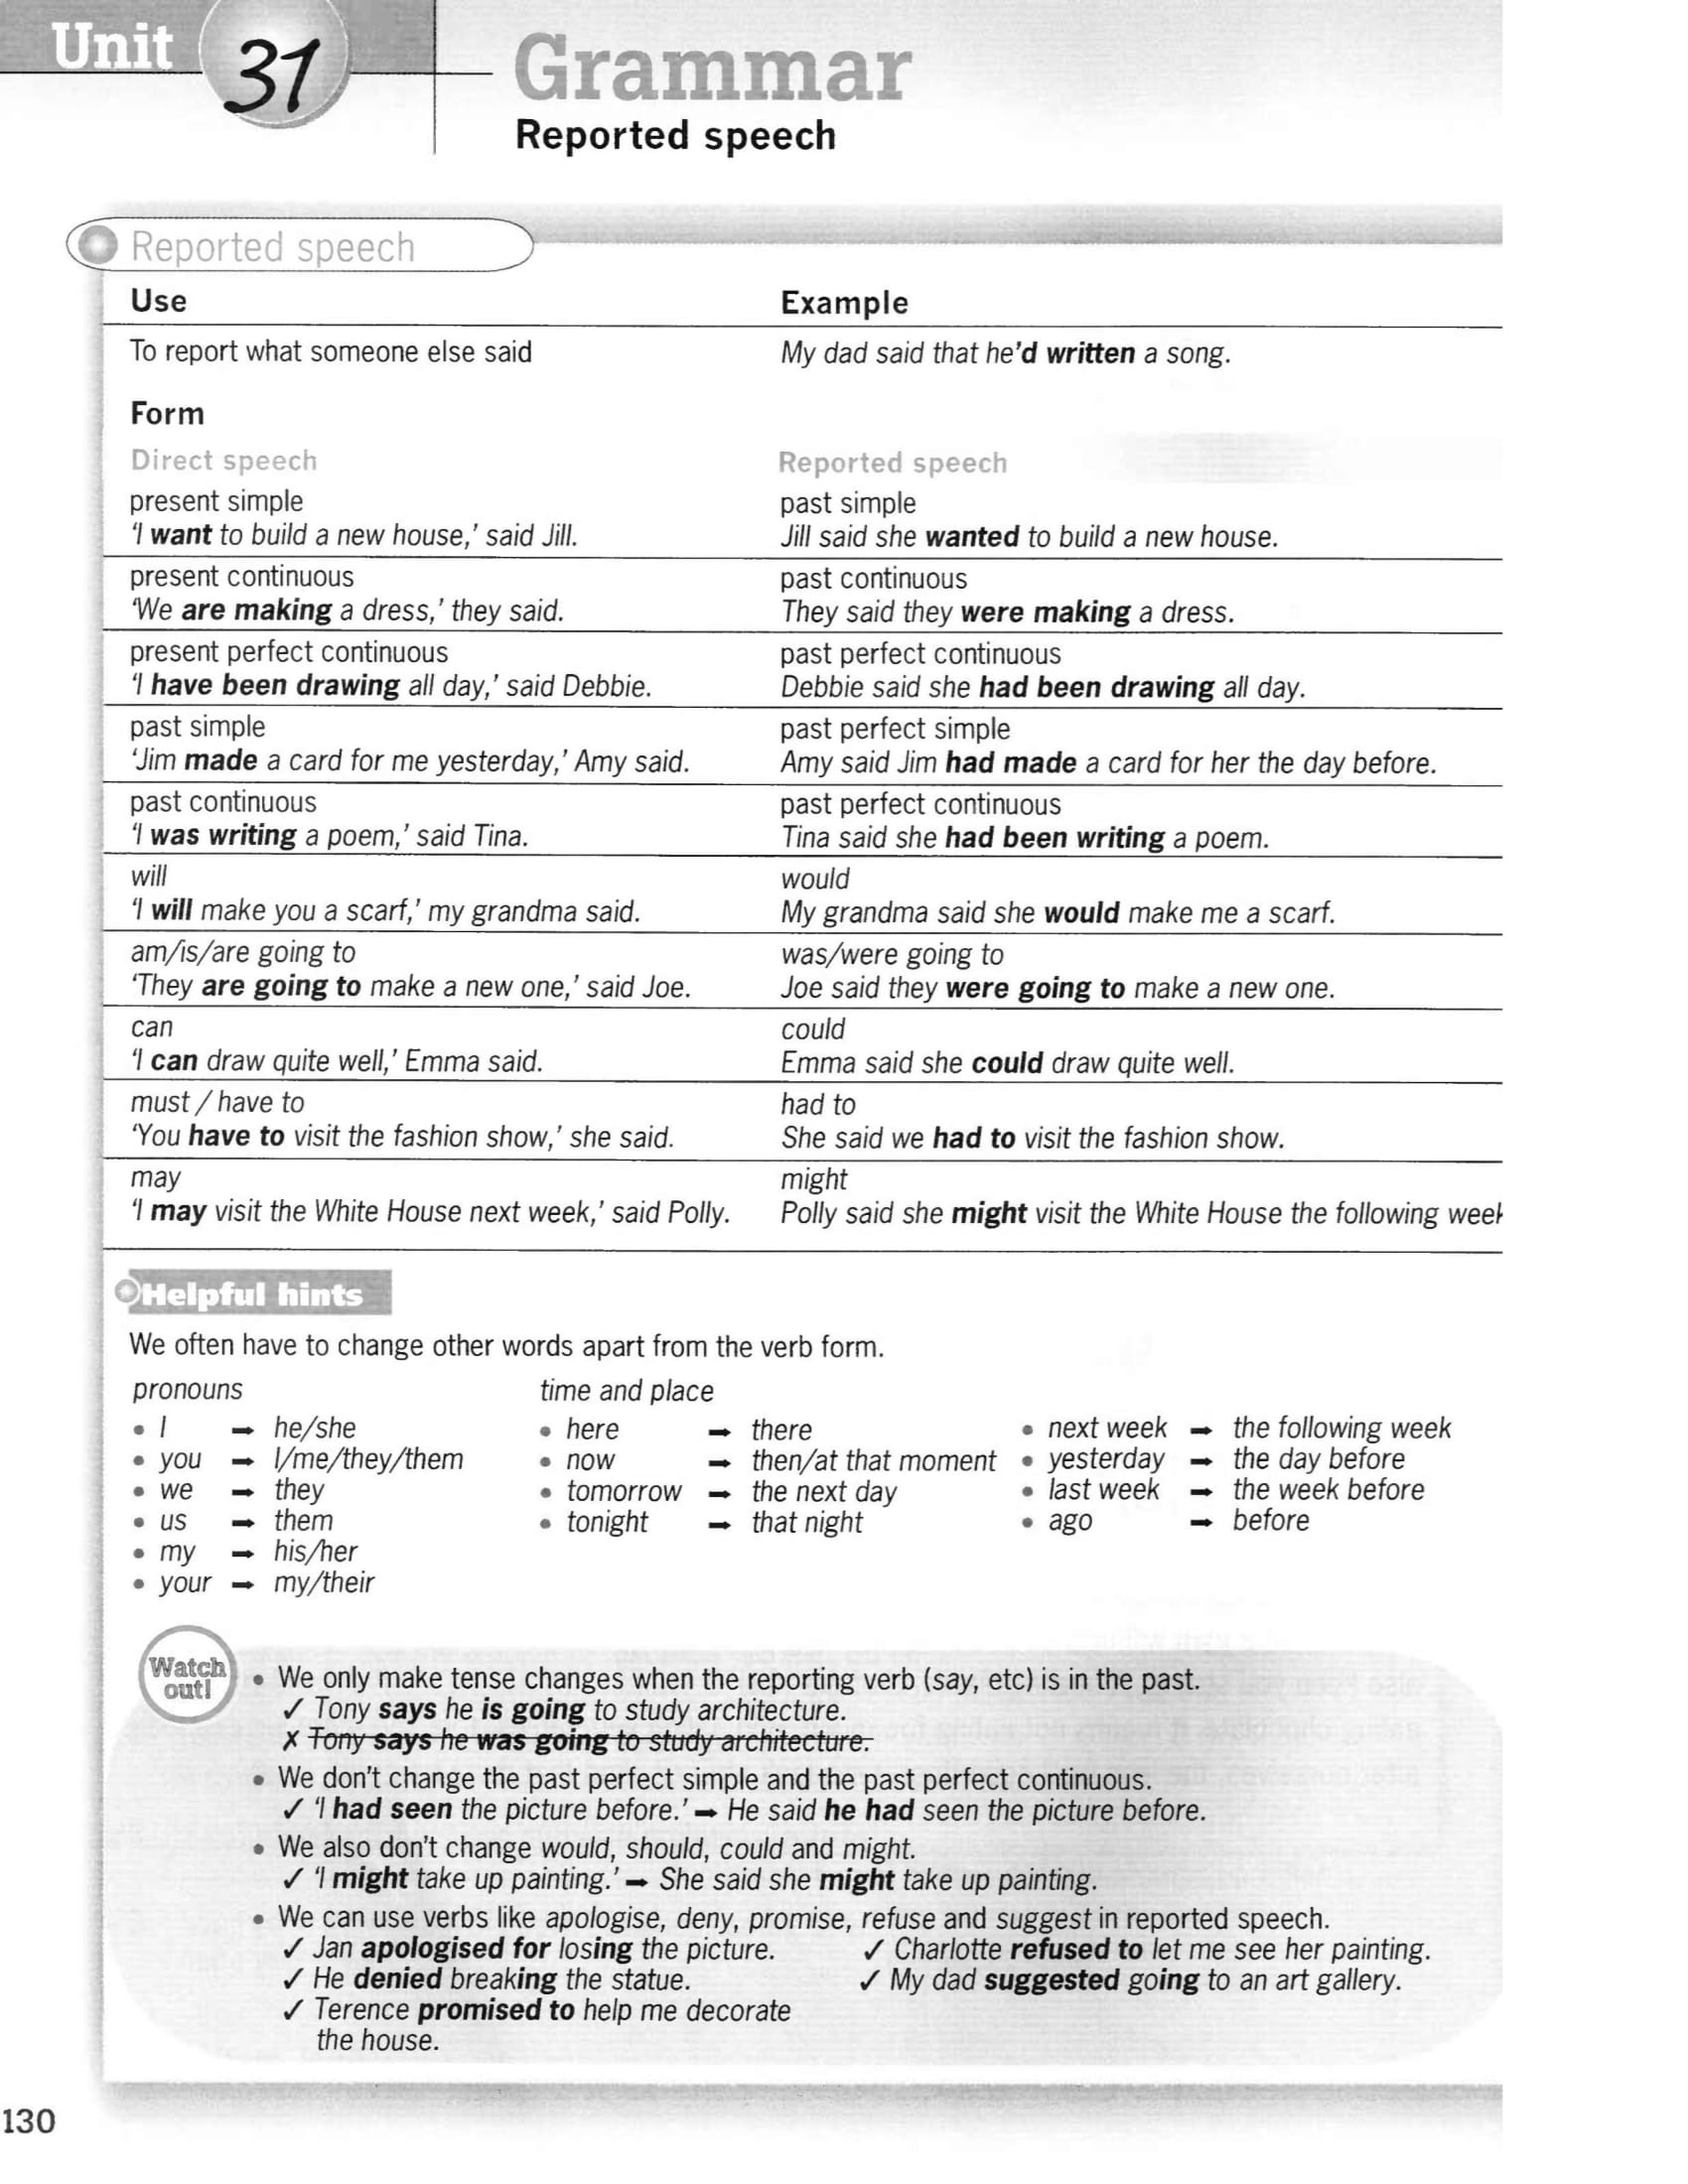 Unit 31 Grammar
Reported speech
Reported speech
Use Example
To report what someone else said My dad said that he'd written a song.
Form
Direct speech Reported speech
present simple past simple
'I want to build a new house,' said Jill. Jill said she wanted to build a new house.
present continuous past continuous
'We are making a dress,' they said. They said they were making a dress.
present perfect continuous past perfect continuous
'I have been drawing all day,' said Debbie. Debbie said she had been drawing all day.
past simple past perfect simple
'Jim made a card for me yesterday,' Amy said. Amy said Jim had made a card for her the day before.
past continuous past perfect continuous
'I was writing a poem,' said Tina. Tina said she had been writing a poem.
will would
'I will make you a scarf,' my grandma said. My grandma said she would make me a scarf.
am/is/are going to was/were going to
'They are going to make a new one,' said Joe. Joe said they were going to make a new one.
can could
'I can draw quite well,' Emma said. Emma said she could draw quite well.
must / have to had to
'You have to visit the fashion show,' she said. She said we had to visit the fashion show.
may might
'I may visit the White House next week,' said Polly. Polly said she might visit the White House the following
Helpful hints
We often have to change other words apart from the verb form.
pronouns time and place
• I ➡ he/she • here ➡ there • next week ➡ the following week
• you ➡ I/me/they/them • now ➡ then/at that moment • yesterday ➡ the day before
• we ➡ they • tomorrow ➡ the next day • last week ➡ the week before
• us ➡ them • tonight ➡ that night • ago ➡ before
• my ➡ his/her
• your ➡ my/their
Watch out!
• We only make tense changes when the reporting verb (say, etc) is in the past.
✓ Tony says he is going to study architecture.
✗ Tony says he was going to study architecture.
• We don't change the past perfect simple and the past perfect continuous.
✓ 'I had seen the picture before.' ➡ He said he had seen the picture before.
• We also don't change would, should, could and might.
✓ 'I might take up painting.' ➡ She said she might take up painting.
• We can use verbs like apologise, deny, promise, refuse and suggest in reported speech.
✓ Jan apologised for losing the picture. ✓ Charlotte refused to let me see her painting.
✓ He denied breaking the statue. ✓ My dad suggested going to an art gallery.
✓ Terence promised to help me decorate
the house.
130